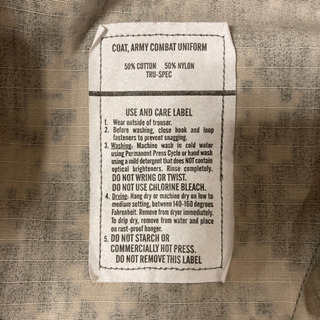 COAT, ARMY COMBAT UNIFORM
50% COTTON 50% NYLON
TRU-SPEC
USE AND CARE LABEL
1. Wear outside of trouser.
2. Before washing, close hook and loop
fasteners to prevent snagging.
3. Washing: Machine wash in cold water
using Permanent Press Cycle or hand wash
using a mild detergent that does NOT contain
optical brighteners. Rinse completely.
DO NOT WRING OR TWIST.
DO NOT USE CHLORINE BLEACH.
4. Drying: Hang dry or machine dry on low to
medium setting, between 140-160 degrees
Fahrenheit. Remove from dryer immediately.
To drip dry, remove from water and place
on rust-proof hanger.
5. DO NOT STARCH OR
COMMERCIALLY HOT PRESS.
DO NOT REMOVE THIS LABEL